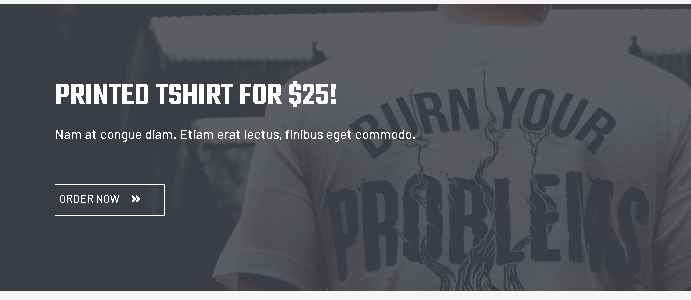 PRINTED TSHIRT FOR $25!
Nam at congue diam. Etiam erat lectus, finibus eget commodo.
ORDER NOW »
BURN YOUR
PROBLEMS